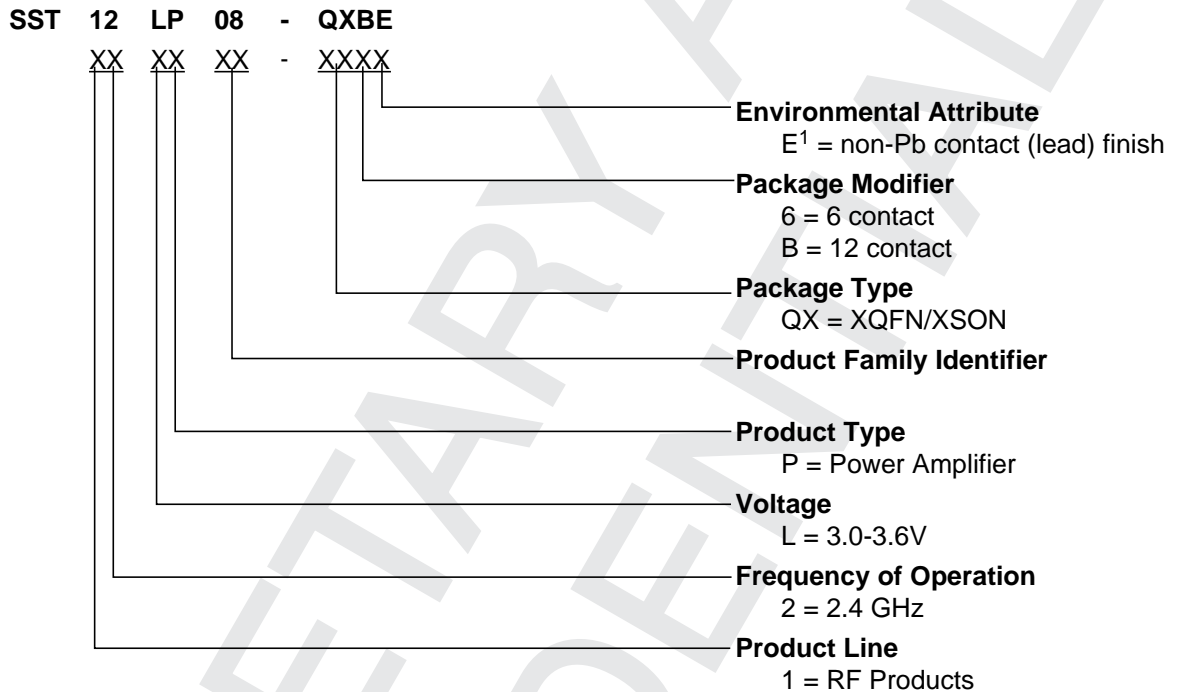 SST 12 LP 08 - QXBE
XX XX XX - XXXX
Environmental Attribute
E1 = non-Pb contact (lead) finish
Package Modifier
6 = 6 contact
B = 12 contact
Package Type
QX = XQFN/XSON
Product Family Identifier
Product Type
P = Power Amplifier
Voltage
L = 3.0-3.6V
Frequency of Operation
2 = 2.4 GHz
Product Line
1 = RF Products